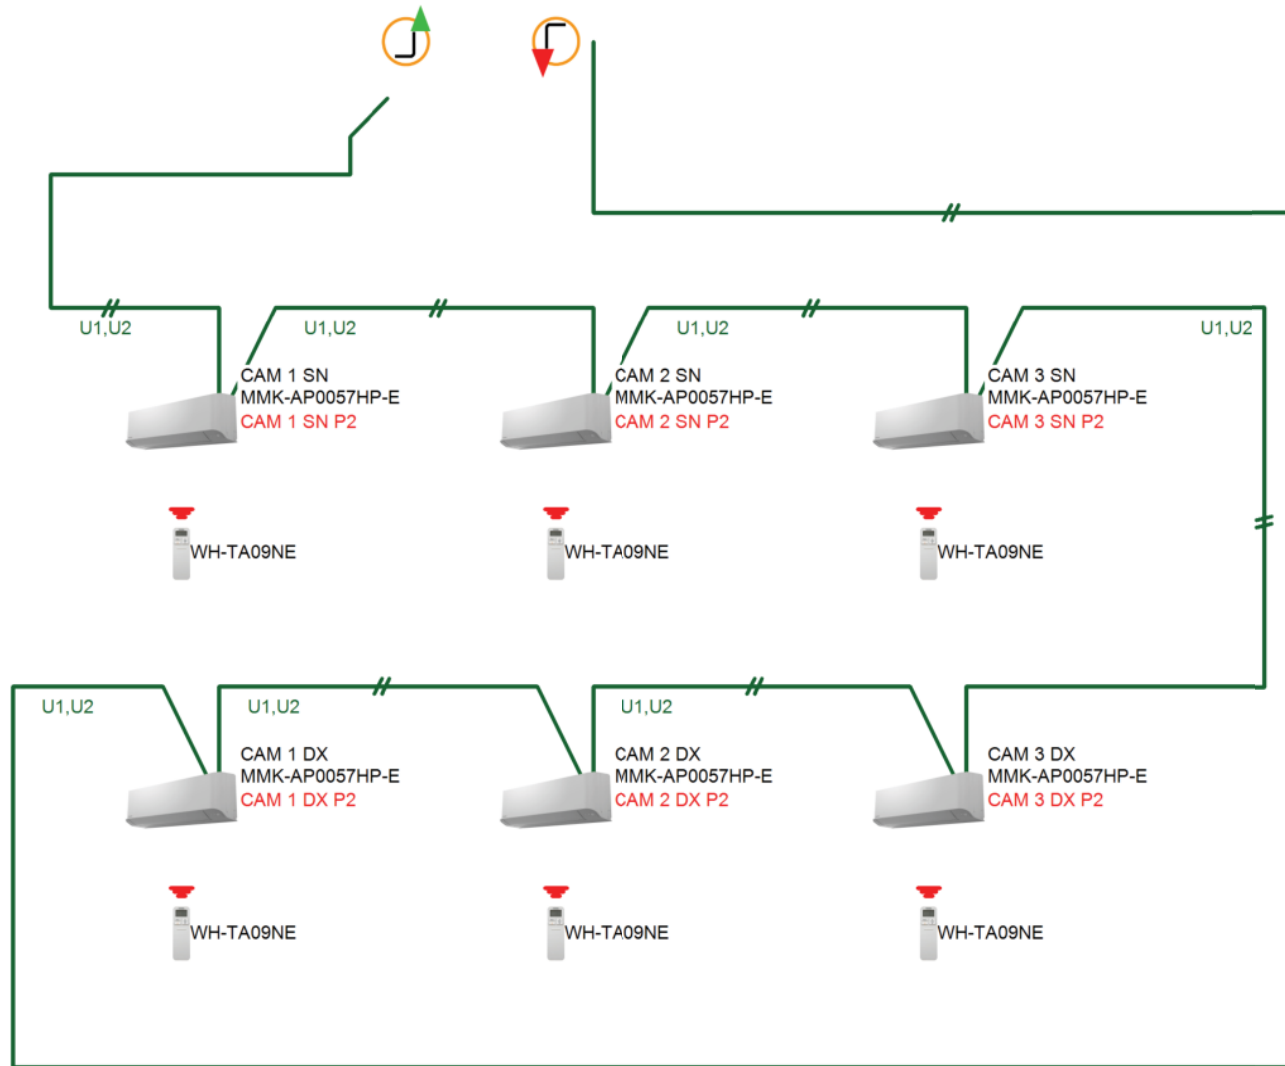 U1,U2
U1,U2
U1,U2
U1,U2
CAM 1 SN
MMK-AP0057HP-E
CAM 1 SN P2
CAM 2 SN
MMK-AP0057HP-E
CAM 2 SN P2
CAM 3 SN
MMK-AP0057HP-E
CAM 3 SN P2
WH-TA09NE
WH-TA09NE
WH-TA09NE
U1,U2
U1,U2
U1,U2
CAM 1 DX
MMK-AP0057HP-E
CAM 1 DX P2
CAM 2 DX
MMK-AP0057HP-E
CAM 2 DX P2
CAM 3 DX
MMK-AP0057HP-E
CAM 3 DX P2
WH-TA09NE
WH-TA09NE
WH-TA09NE